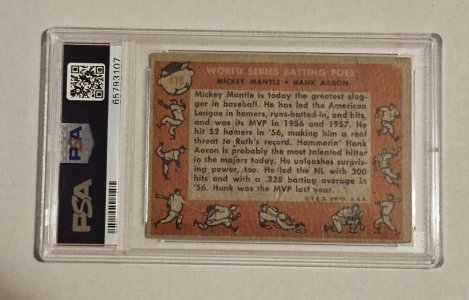 65793107
PSA
PSA
418
WORLD SERIES BATTING FOES
MICKEY MANTLE • HANK AARON
Mickey Mantle is today the greatest slug-
ger in baseball. He has led the American
League in homers, runs-batted-in, and hits,
and was its MVP in 1956 and 1957. He
hit 52 homers in '56, making him a real
threat to Ruth's record. Hammerin' Hank
Aaron is probably the most talented hitter
in the majors today. He unleashes surpris-
ing power, too. He led the NL with 200
hits and with a .328 batting average in
'56. Hank was the MVP last year.
©T.C.G. PRTD. U.S.A.